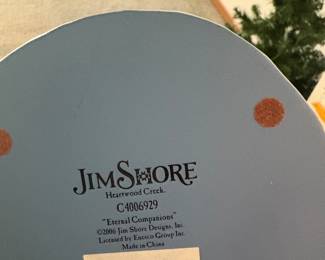 JIM SHORE
Heartwood Creek
C4006929
"Eternal Companions"
©2006 Jim Shore Designs, Inc.
Licensed by Enesco Group Inc.
Made in China